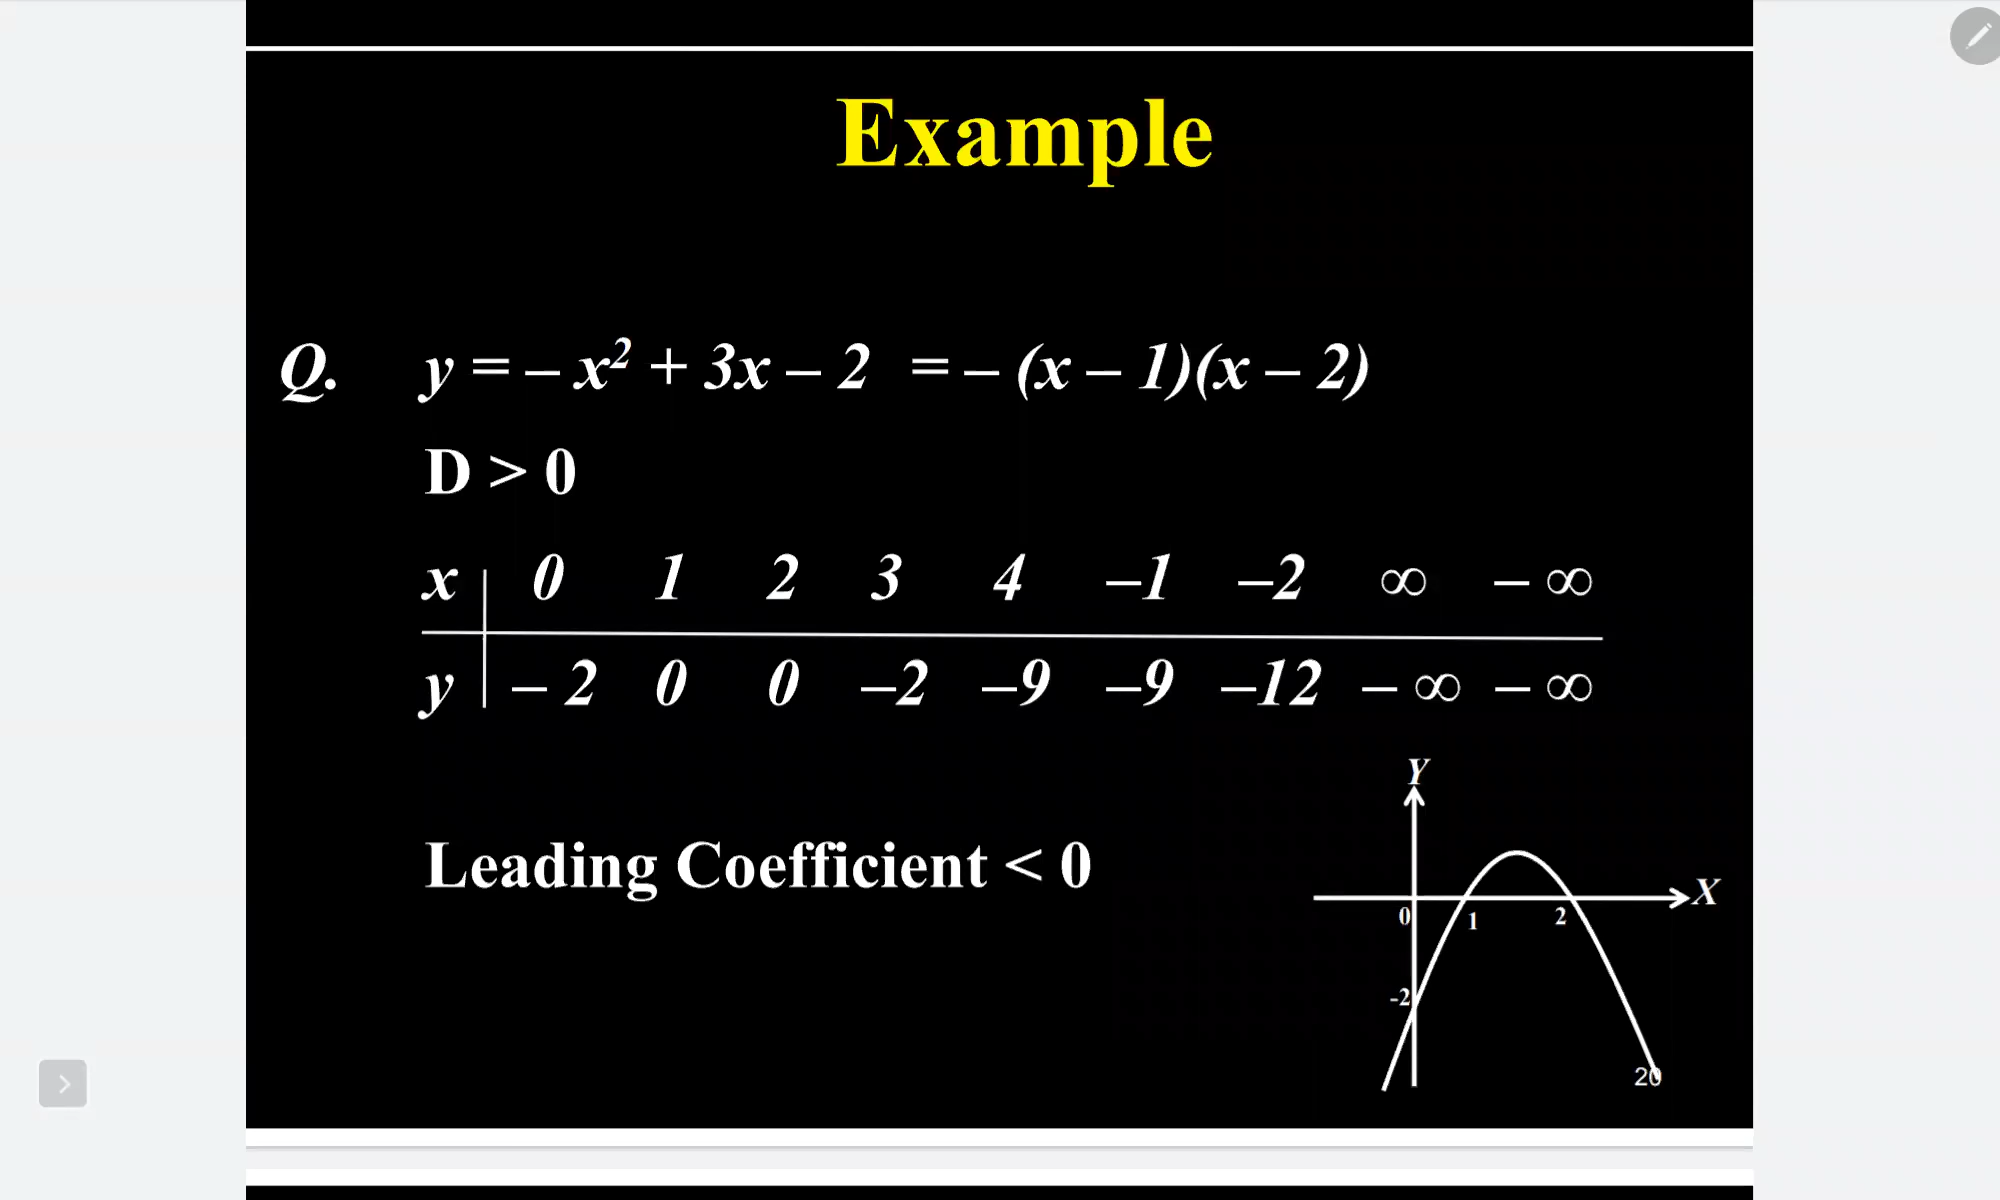 Example
Q. y = – x² + 3x – 2 = – (x – 1)(x – 2)
D > 0
x 0 1 2 3 4 –1 –2 ∞ – ∞
y – 2 0 0 –2 –9 –9 –12 – ∞ – ∞
Y
Leading Coefficient < 0
X
0 1 2
-2
20